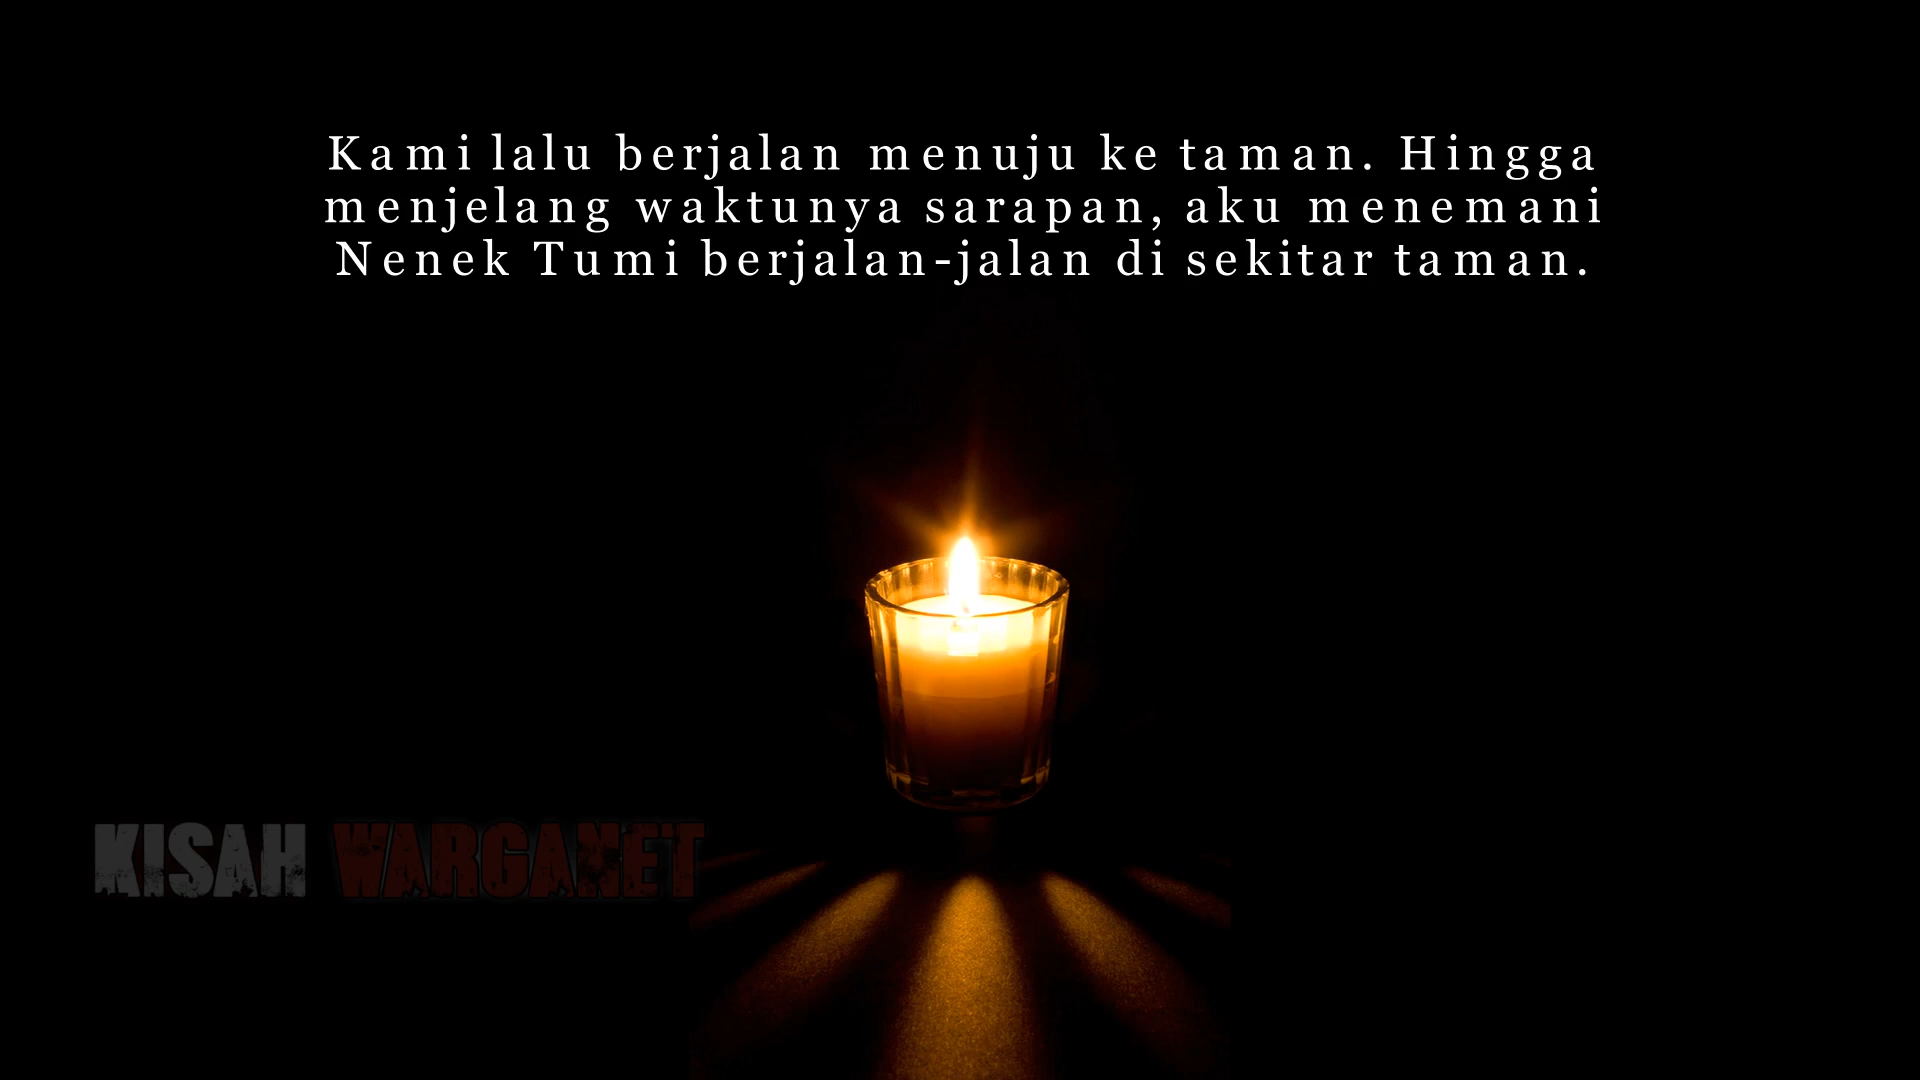 Kami lalu berjalan menuju ke taman. Hingga
menjelang waktunya sarapan, aku menemani
Nenek Tumi berjalan-jalan di sekitar taman.
KISAH WARGANET